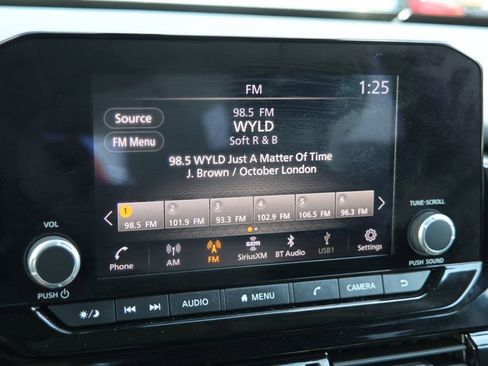 FM
1:25
Source
98.5 FM
WYLD
FM Menu
Soft R & B
98.5 WYLD Just A Matter Of Time
J. Brown / October London
1 2 3 4 5 6
98.5 FM 101.9 FM 93.3 FM 102.9 FM 106.5 FM 96.3 FM
VOL
TUNE·SCROLL
Phone AM FM sxm SiriusXM BT Audio USB1 Settings
PUSH
PUSH SOUND
AUDIO MENU CAMERA